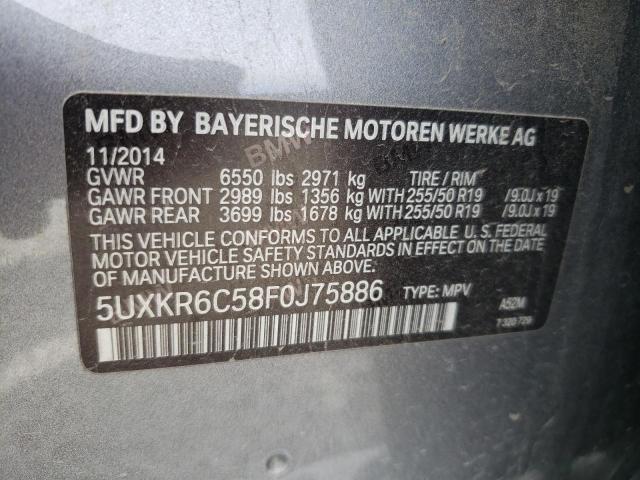 MFD BY BAYERISCHE MOTOREN WERKE AG
11/2014
GVWR 6550 lbs 2971 kg TIRE / RIM
GAWR FRONT 2989 lbs 1356 kg WITH 255/50 R19 /9.0J x 19
GAWR REAR 3699 lbs 1678 kg WITH 255/50 R19 /9.0J x 19
THIS VEHICLE CONFORMS TO ALL APPLICABLE U. S. FEDERAL
MOTOR VEHICLE SAFETY STANDARDS IN EFFECT ON THE DATE
OF MANUFACTURE SHOWN ABOVE.
5UXKR6C58F0J75886 TYPE: MPV A52M
7 320 729